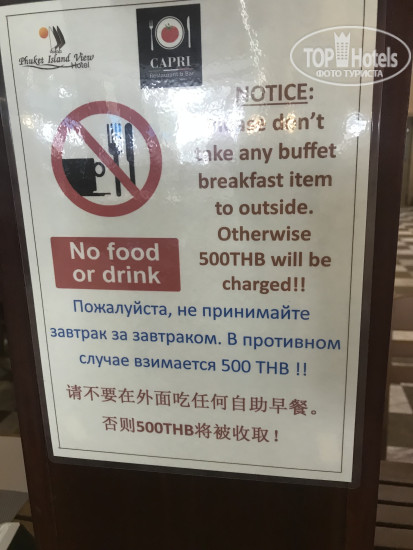 Phuket Island View
Hotel
CAPRI
Restaurant & Bar
TOP Hotels
ФОТО ТУРИСТА
NOTICE:
Please don't
take any buffet
breakfast item
to outside.
Otherwise
500THB will be
charged!!
No food
or drink
Пожалуйста, не принимайте
завтрак за завтраком. В противном
случае взимается 500 THB !!
请不要在外面吃任何自助早餐。
否则500THB将被收取！